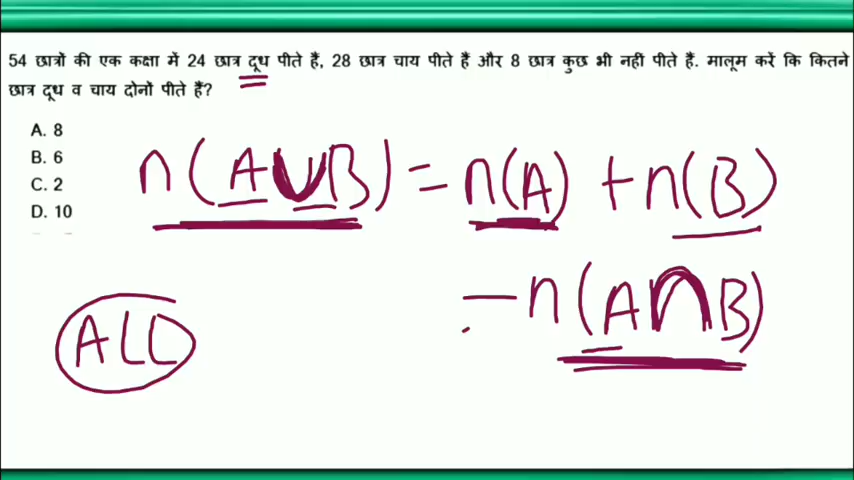 54 छात्रों की एक कक्षा में 24 छात्र दूध पीते हैं, 28 छात्र चाय पीते हैं और 8 छात्र कुछ भी नहीं पीते हैं. मालूम करें कि कितने
छात्र दूध व चाय दोनों पीते हैं?
A. 8
B. 6
C. 2
D. 10
n(A∪B) = n(A) + n(B)
- n(A∩B)
ALL